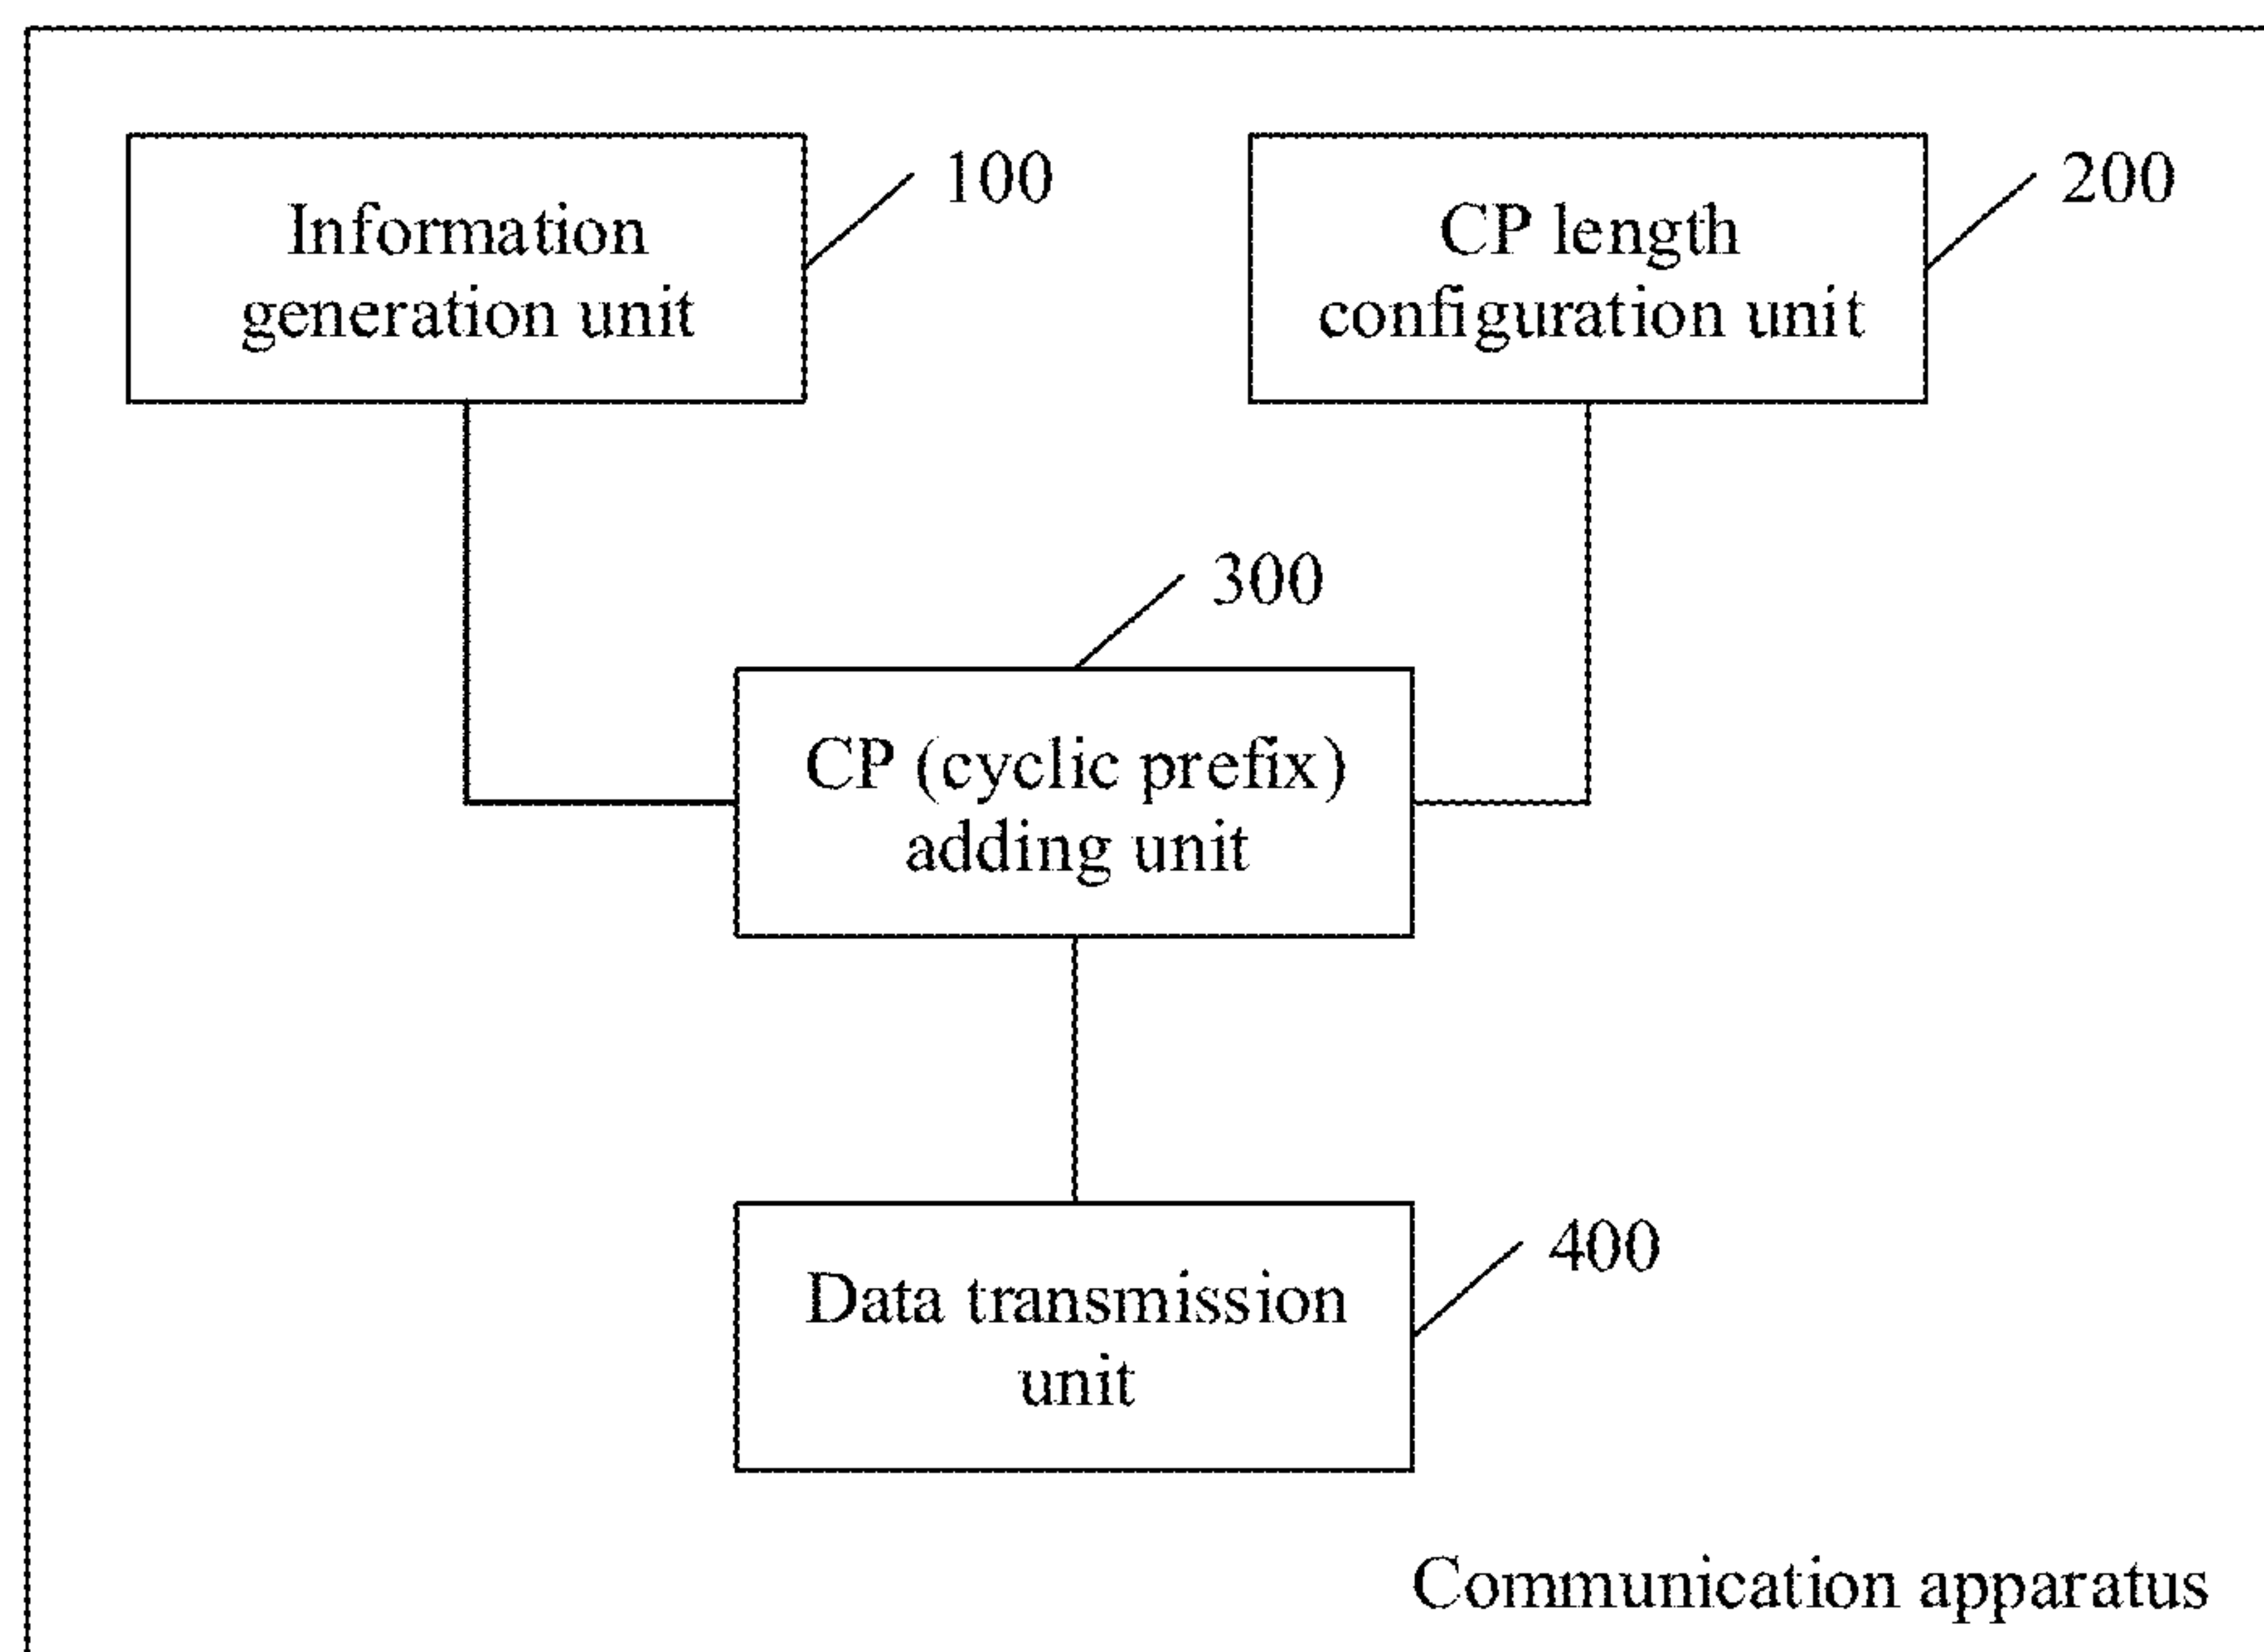 Information
generation unit
100
CP length
configuration unit
200
300
CP (cyclic prefix)
adding unit
Data transmission
unit
400
Communication apparatus